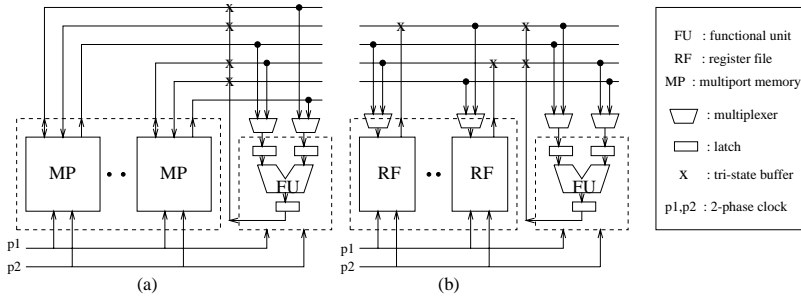 x
x
x
x
MP
MP
FU
p1
p2
(a)
x
x
x
x
x
RF
RF
FU
p1
p2
(b)
FU : functional unit
RF : register file
MP : multiport memory
: multiplexer
: latch
x : tri-state buffer
p1,p2 : 2-phase clock